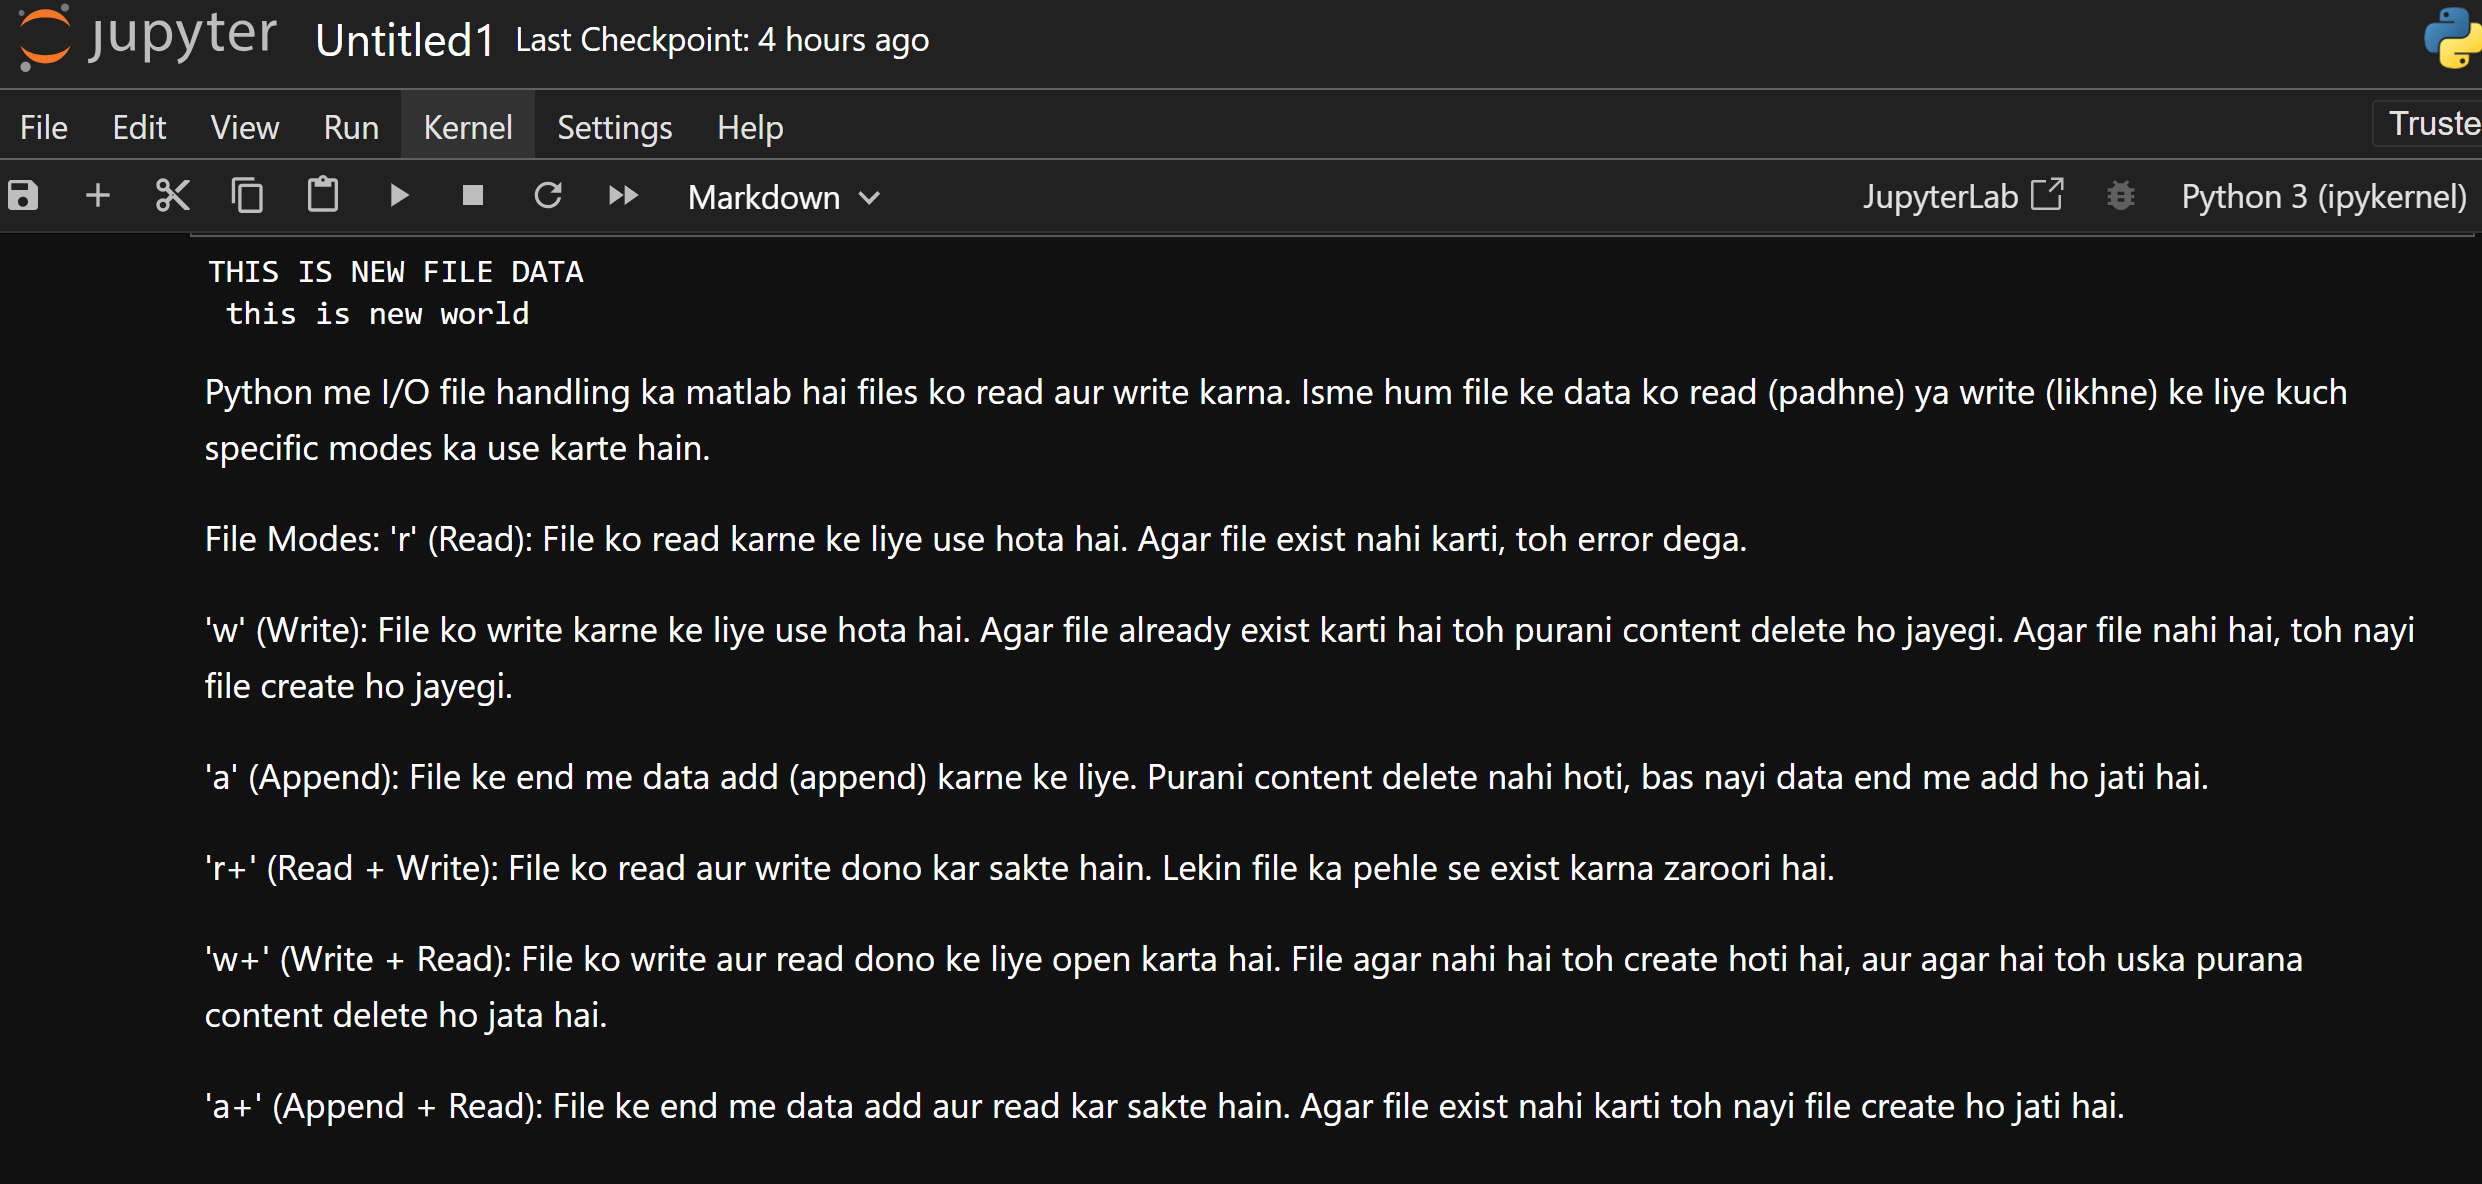 jupyter Untitled1 Last Checkpoint: 4 hours ago
File Edit View Run Kernel Settings Help Truste
Markdown JupyterLab Python 3 (ipykernel)
THIS IS NEW FILE DATA
this is new world
Python me I/O file handling ka matlab hai files ko read aur write karna. Isme hum file ke data ko read (padhne) ya write (likhne) ke liye kuch
specific modes ka use karte hain.
File Modes: 'r' (Read): File ko read karne ke liye use hota hai. Agar file exist nahi karti, toh error dega.
'w' (Write): File ko write karne ke liye use hota hai. Agar file already exist karti hai toh purani content delete ho jayegi. Agar file nahi hai, toh nayi
file create ho jayegi.
'a' (Append): File ke end me data add (append) karne ke liye. Purani content delete nahi hoti, bas nayi data end me add ho jati hai.
'r+' (Read + Write): File ko read aur write dono kar sakte hain. Lekin file ka pehle se exist karna zaroori hai.
'w+' (Write + Read): File ko write aur read dono ke liye open karta hai. File agar nahi hai toh create hoti hai, aur agar hai toh uska purana
content delete ho jata hai.
'a+' (Append + Read): File ke end me data add aur read kar sakte hain. Agar file exist nahi karti toh nayi file create ho jati hai.